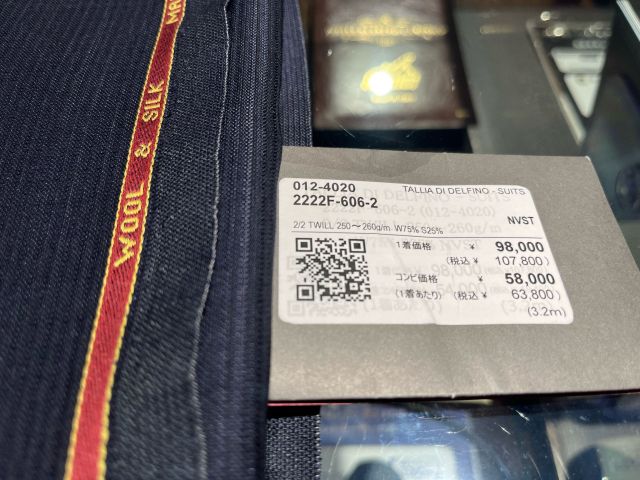 WOOL & SILK
012-4020 TALLIA DI DELFINO - SUITS
2222F-606-2
NVST
2/2 TWILL 250～260g/m W75% S25%
1着価格 ¥ 98,000
(税込 ¥ 107,800)
コンビ価格 ¥ 58,000
(1着あたり) (税込 ¥ 63,800)
(3.2m)